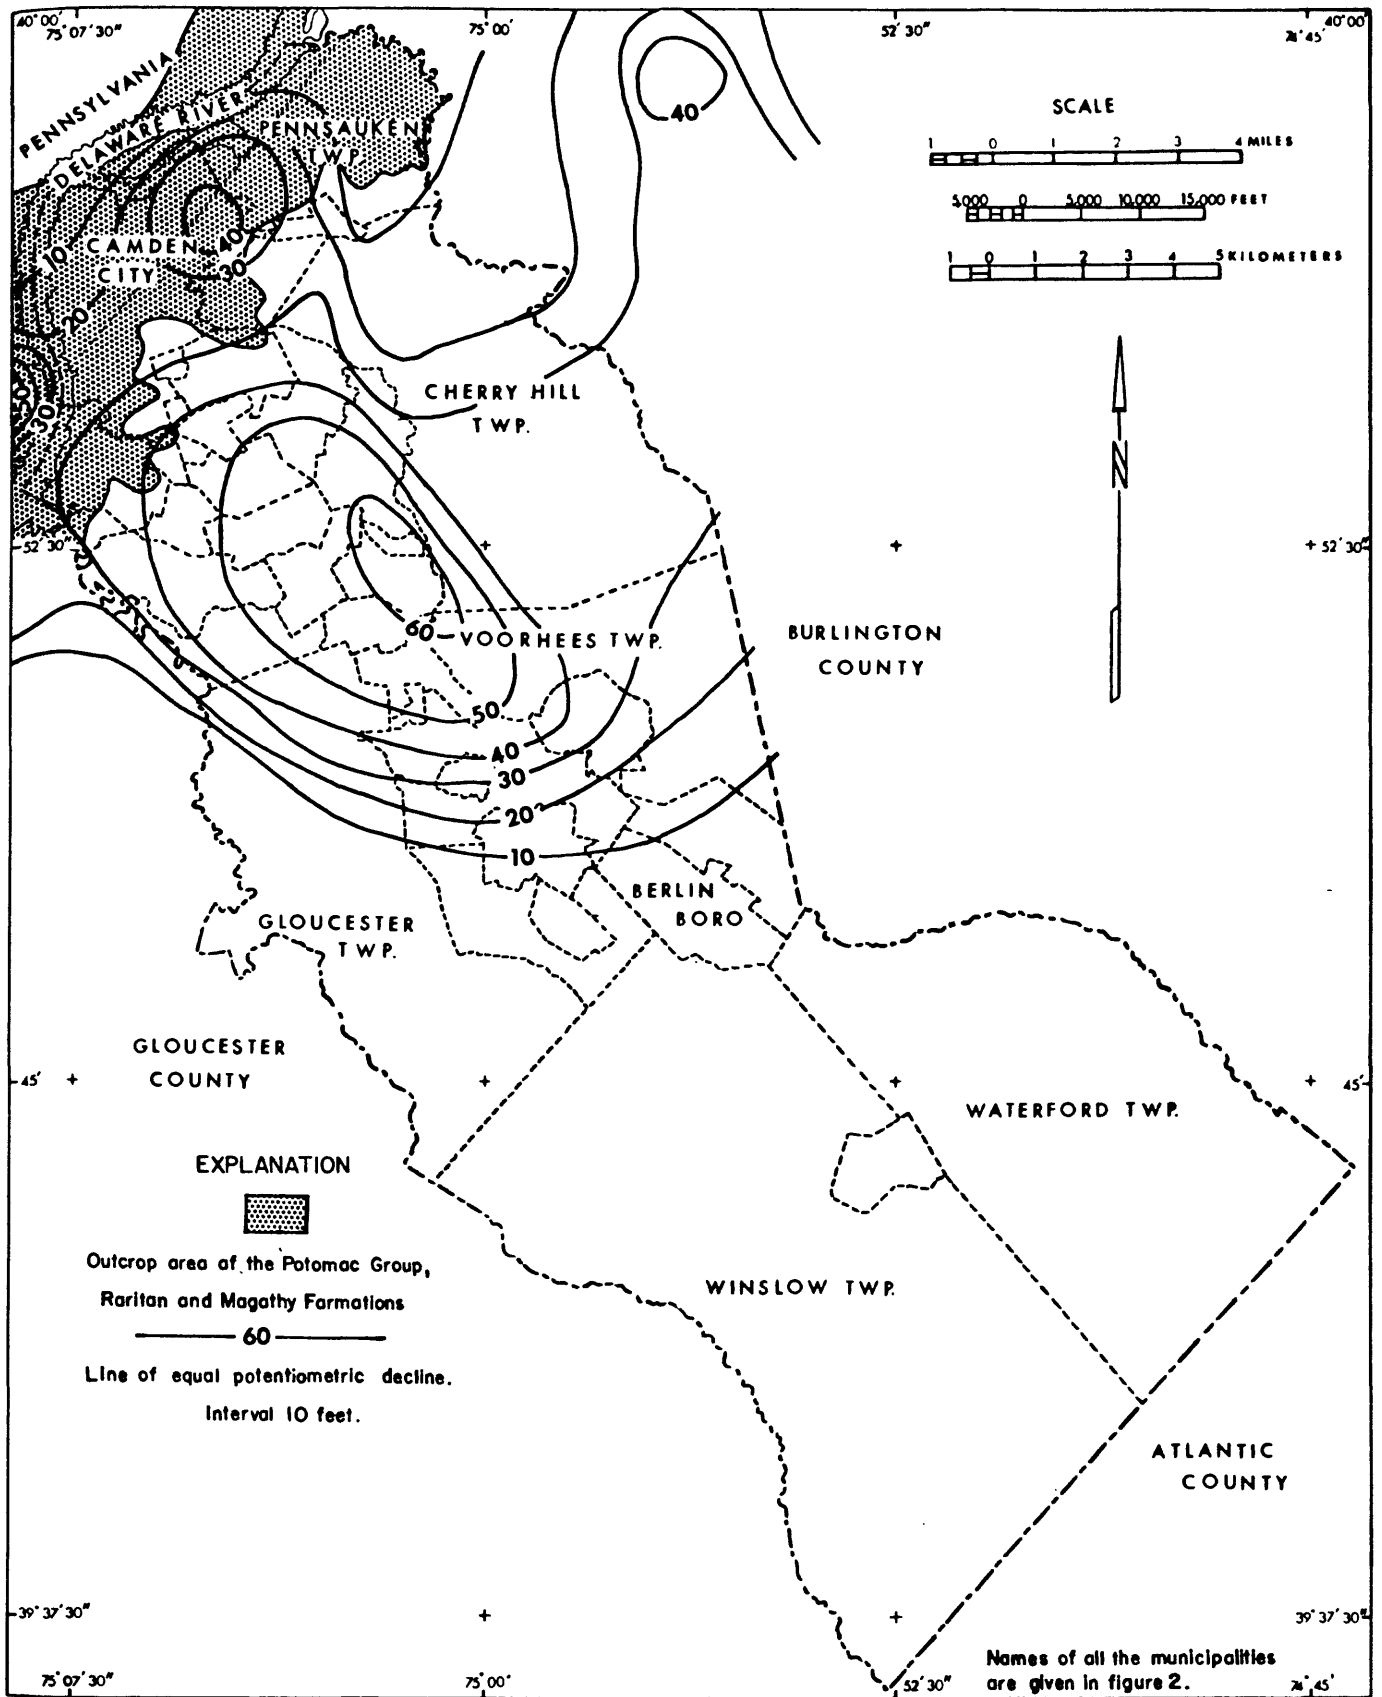 40° 00'
75° 07' 30"
75° 00'
52' 30"
74° 45'
40° 00'
PENNSYLVANIA
DELAWARE RIVER
PENNSAUKEN
TWP.
40
SCALE
1 0 1 2 3 4 MILES
5,000 0 5,000 10,000 15,000 FEET
1 0 1 2 3 4 5 KILOMETERS
10
CAMDEN
CITY
40
30
20
50
30
CHERRY HILL
TWP.
N
52' 30"
52' 30"
60
VOORHEES TWP.
BURLINGTON
COUNTY
50
40
30
20
10
BERLIN
BORO
GLOUCESTER
TWP.
GLOUCESTER
COUNTY
45'
45'
WATERFORD TWP.
EXPLANATION
Outcrop area af the Potomac Group,
Raritan and Magathy Farmations
60
Line of equal potentiometric decline.
Interval 10 feet.
WINSLOW TWP.
ATLANTIC
COUNTY
39° 37' 30"
39° 37' 30"
Names of all the municipalities
are given in figure 2.
75° 07' 30"
75° 00'
52' 30"
74° 45'